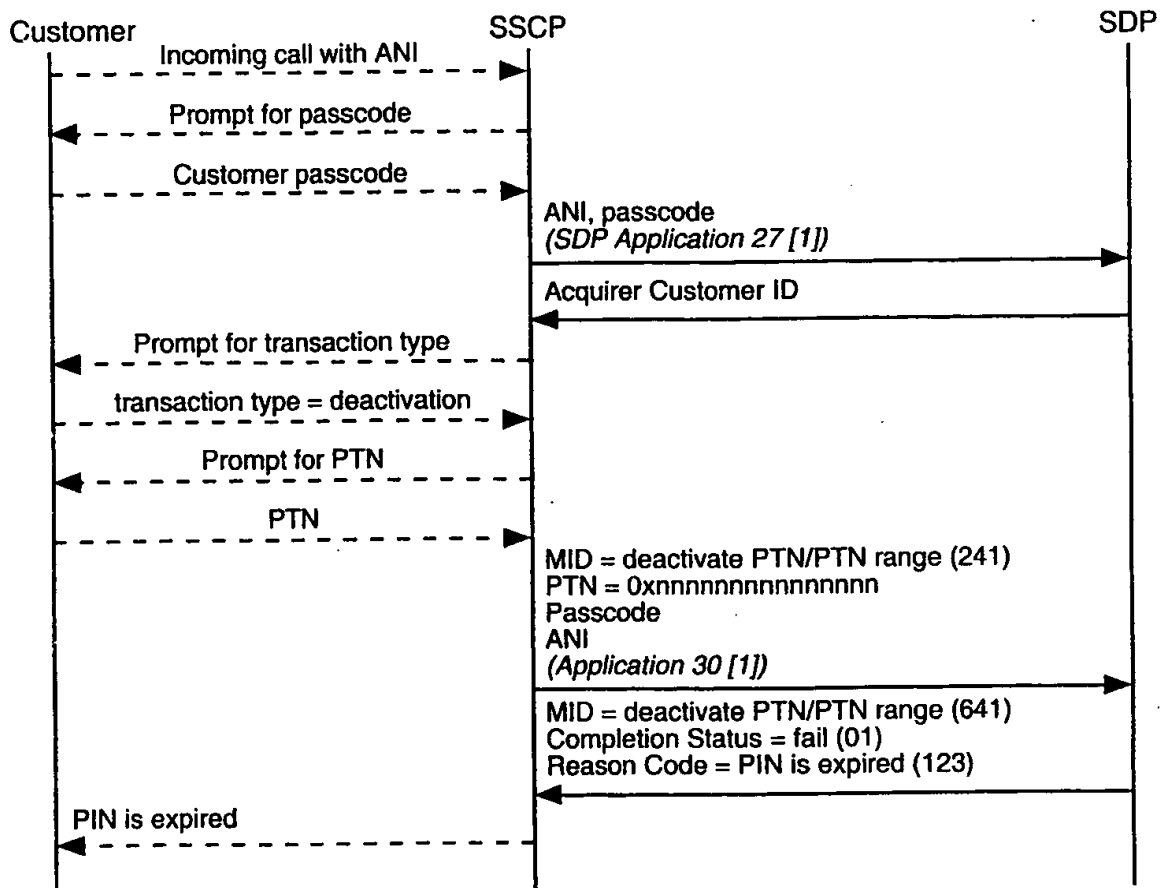 Customer
SSCP
SDP
Incoming call with ANI
Prompt for passcode
Customer passcode
ANI, passcode
(SDP Application 27 [1])
Acquirer Customer ID
Prompt for transaction type
transaction type = deactivation
Prompt for PTN
PTN
MID = deactivate PTN/PTN range (241)
PTN = 0xnnnnnnnnnnnnnnnn
Passcode
ANI
(Application 30 [1])
MID = deactivate PTN/PTN range (641)
Completion Status = fail (01)
Reason Code = PIN is expired (123)
PIN is expired